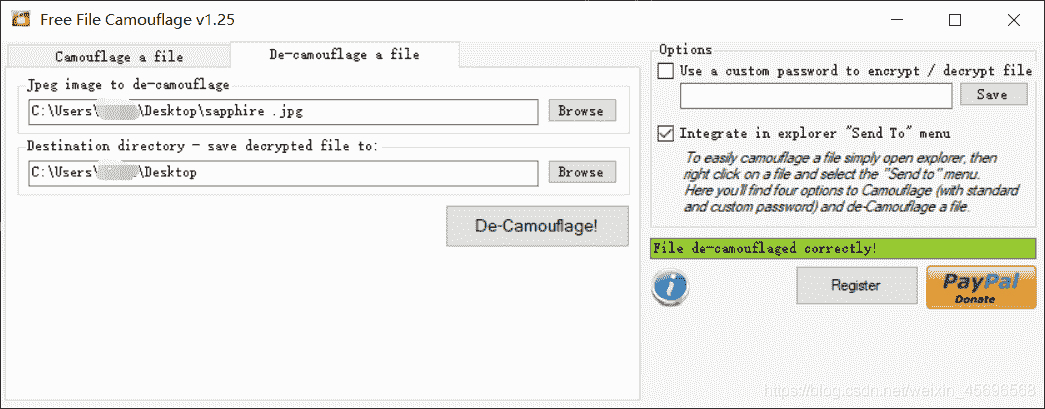 Free File Camouflage v1.25
Camouflage a file
De-camouflage a file
Jpeg image to de-camouflage
C:\Users\ \Desktop\sapphire .jpg
Browse
Destination directory - save decrypted file to:
C:\Users\ \Desktop
Browse
De-Camouflage!
Options
Use a custom password to encrypt / decrypt file
Save
Integrate in explorer "Send To" menu
To easily camouflage a file simply open explorer, then
right click on a file and select the "Send to" menu.
Here you'll find four options to Camouflage (with standard
and custom password) and de-Camouflage a file.
File de-camouflaged correctly!
Register
PayPal
Donate
https://blog.csdn.net/weixin_45696568